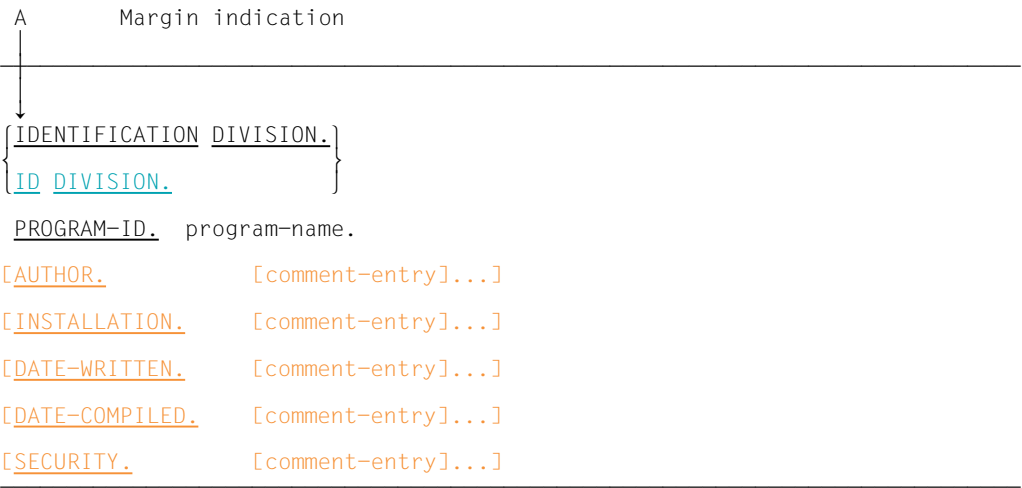 A Margin indication
IDENTIFICATION DIVISION.
ID DIVISION.
PROGRAM-ID. program-name.
[AUTHOR. [comment-entry]...]
[INSTALLATION. [comment-entry]...]
[DATE-WRITTEN. [comment-entry]...]
[DATE-COMPILED. [comment-entry]...]
[SECURITY. [comment-entry]...]